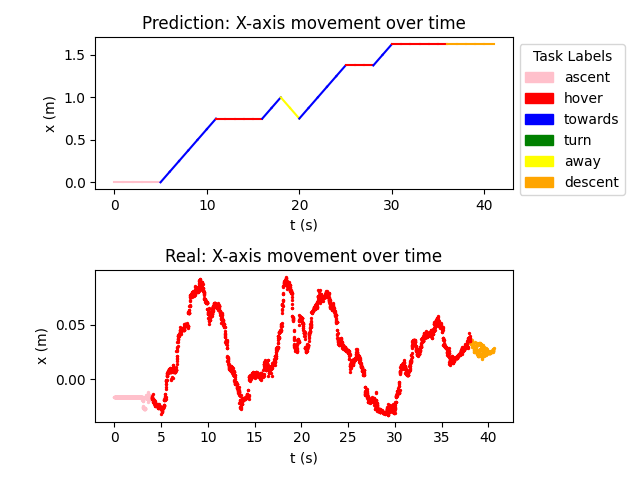 Prediction: X-axis movement over time
x (m)
1.5
1.0
0.5
0.0
0
10
20
30
40
t (s)
Task Labels
ascent
hover
towards
turn
away
descent
Real: X-axis movement over time
x (m)
0.05
0.00
0
5
10
15
20
25
30
35
40
t (s)